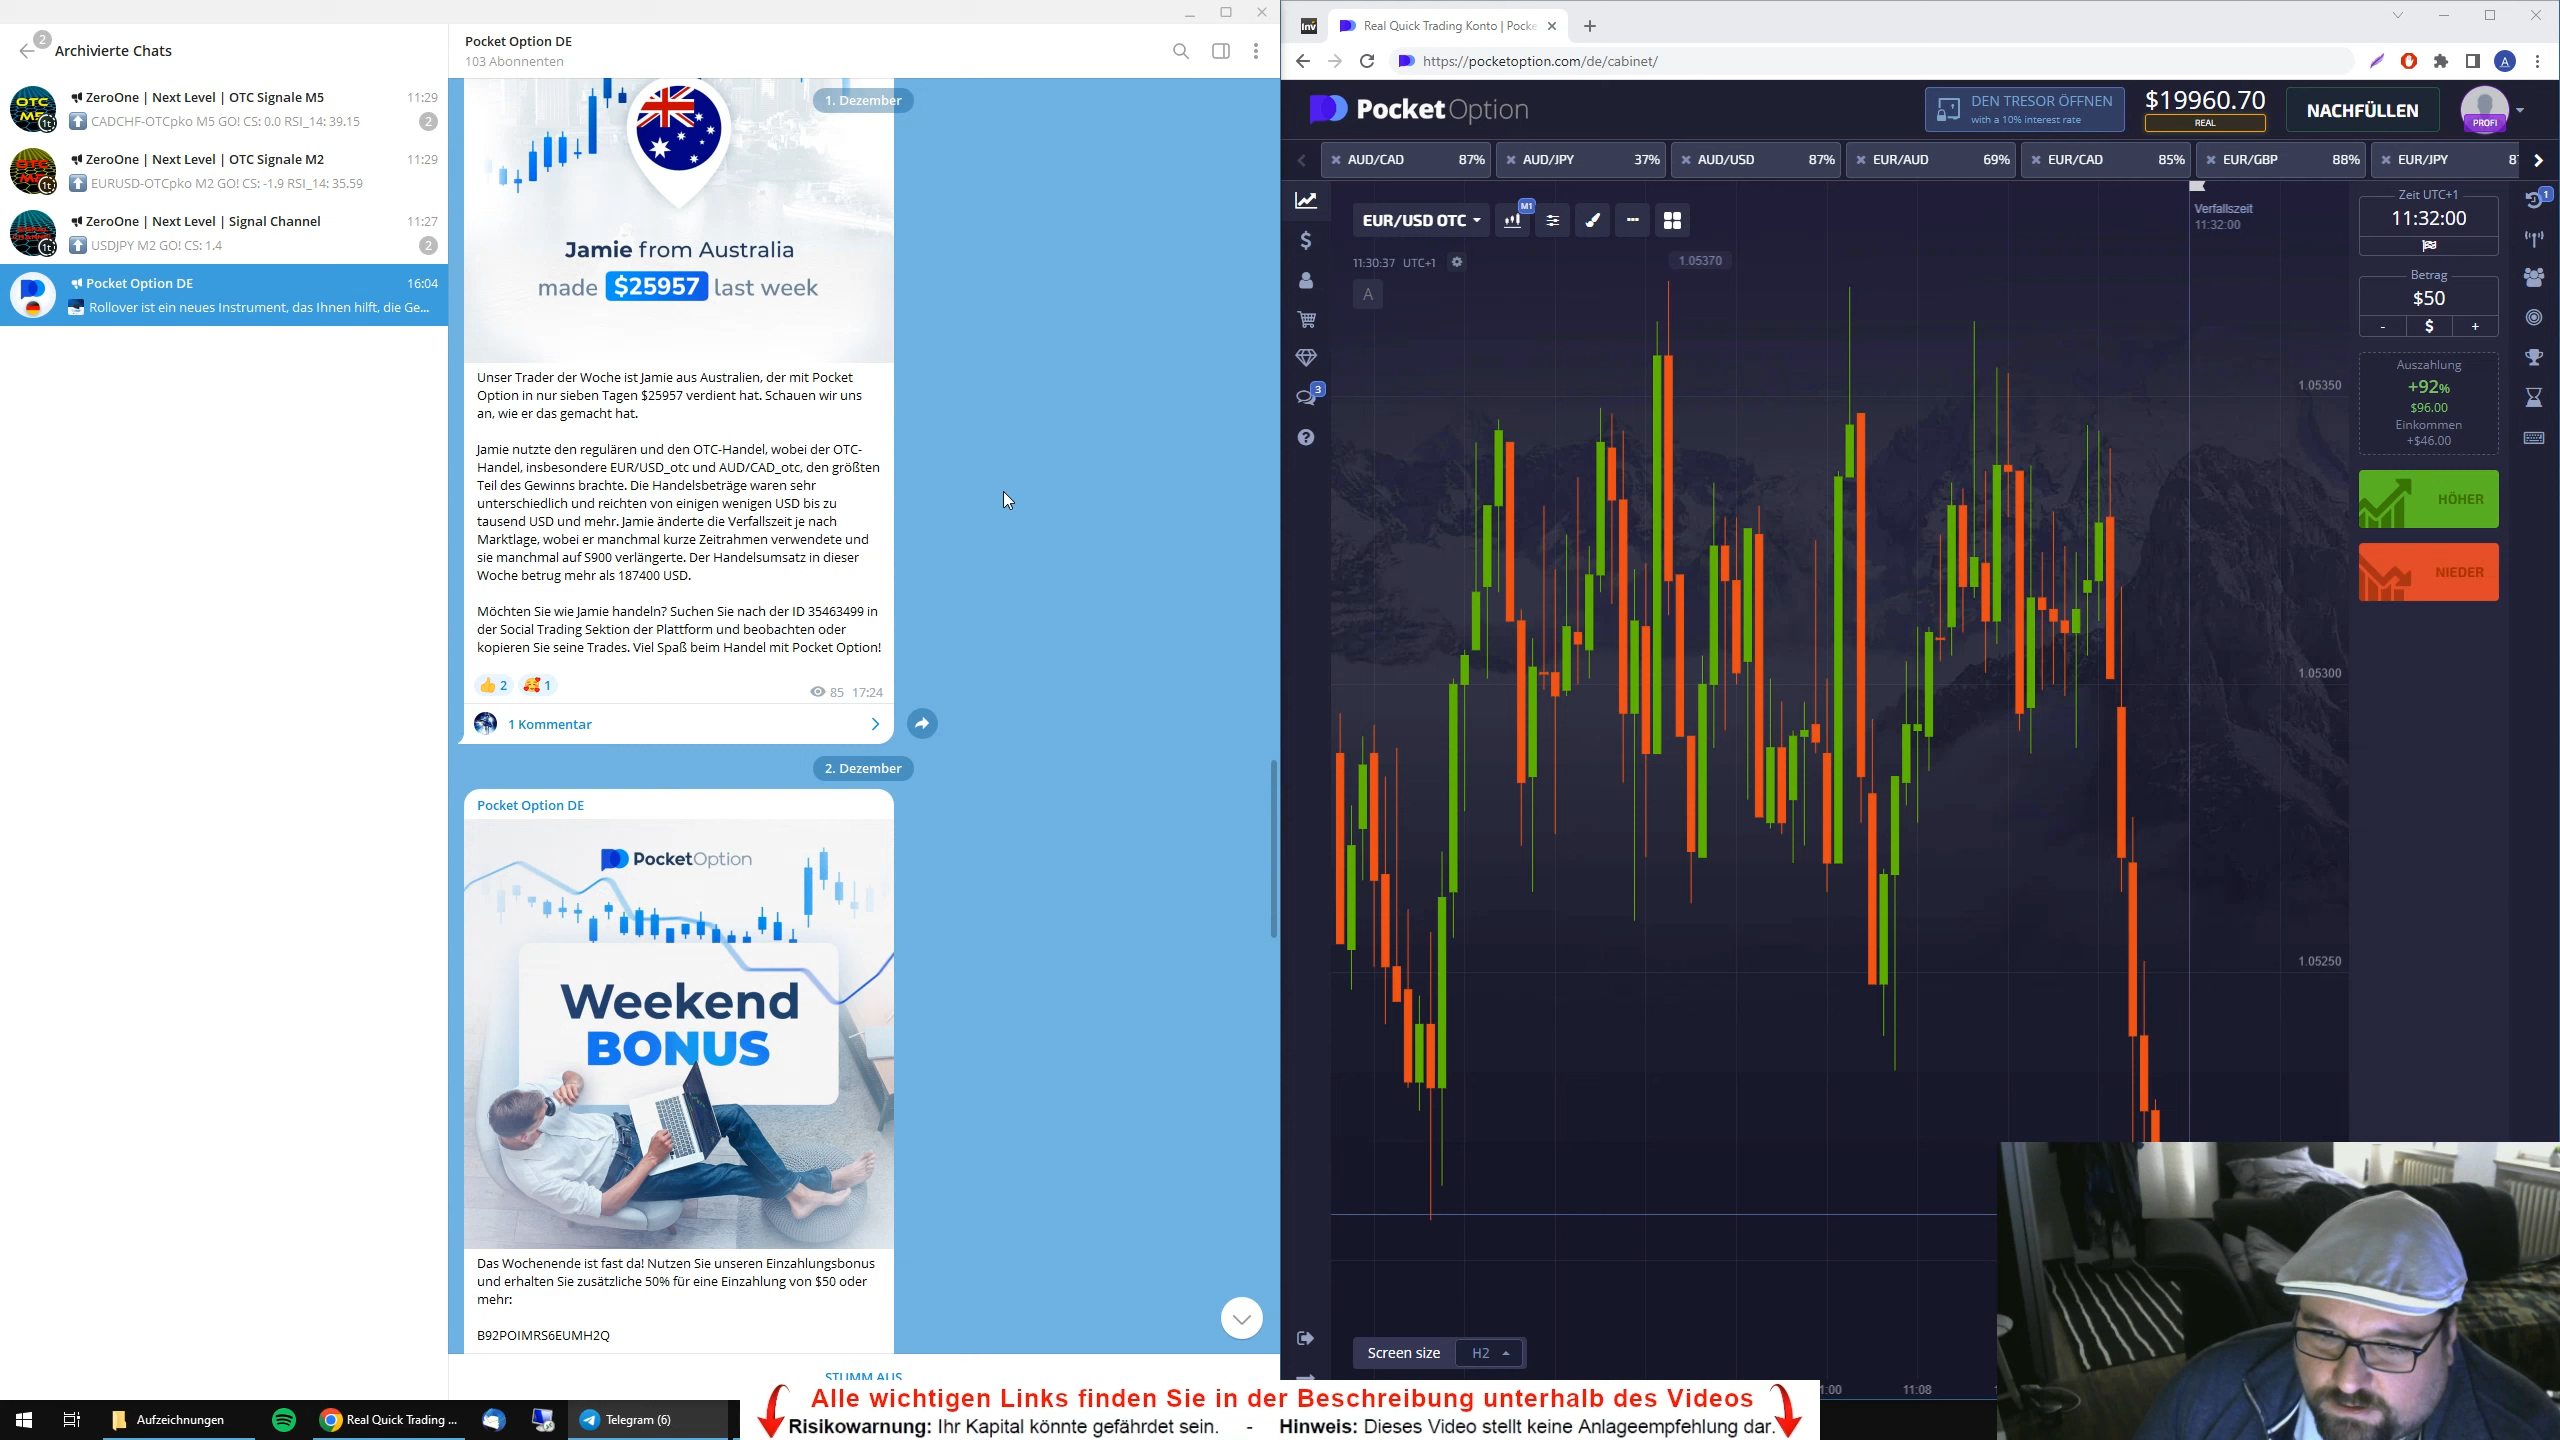 2
Archivierte Chats
ZeroOne | Next Level | OTC Signale M5
11:29
CADCHF-OTCpko M5 GO! CS: 0.0 RSI_14: 39.15
2
ZeroOne | Next Level | OTC Signale M2
11:29
EURUSD-OTCpko M2 GO! CS: -1.9 RSI_14: 35.59
ZeroOne | Next Level | Signal Channel
11:27
USDJPY M2 GO! CS: 1.4
2
Pocket Option DE
16:04
Rollover ist ein neues Instrument, das Ihnen hilft, die Ge...
Pocket Option DE
103 Abonnenten
1. Dezember
Jamie from Australia
made $25957 last week
Unser Trader der Woche ist Jamie aus Australien, der mit Pocket
Option in nur sieben Tagen $25957 verdient hat. Schauen wir uns
an, wie er das gemacht hat.
Jamie nutzte den regulären und den OTC-Handel, wobei der OTC-
Handel, insbesondere EUR/USD_otc und AUD/CAD_otc, den größten
Teil des Gewinns brachte. Die Handelsbeträge waren sehr
unterschiedlich und reichten von einigen wenigen USD bis zu
tausend USD und mehr. Jamie änderte die Verfallszeit je nach
Marktlage, wobei er manchmal kurze Zeitrahmen verwendete und
sie manchmal auf S900 verlängerte. Der Handelsumsatz in dieser
Woche betrug mehr als 187400 USD.
Möchten Sie wie Jamie handeln? Suchen Sie nach der ID 35463499 in
der Social Trading Sektion der Plattform und beobachten oder
kopieren Sie seine Trades. Viel Spaß beim Handel mit Pocket Option!
2
1
85 17:24
1 Kommentar
2. Dezember
Pocket Option DE
PocketOption
Weekend
BONUS
Das Wochenende ist fast da! Nutzen Sie unseren Einzahlungsbonus
und erhalten Sie zusätzliche 50% für eine Einzahlung von $50 oder
mehr:
B92POIMRS6EUMH2Q
STUMM AUS
Real Quick Trading Konto | Pocke
https://pocketoption.com/de/cabinet/
A
PocketOption
DEN TRESOR ÖFFNEN
with a 10% interest rate
$19960.70
REAL
NACHFÜLLEN
PROFI
AUD/CAD 87%
AUD/JPY 37%
AUD/USD 87%
EUR/AUD 69%
EUR/CAD 85%
EUR/GBP 88%
EUR/JPY
EUR/USD OTC
M1
11:30:37 UTC+1
A
1.05370
Verfallszeit
11:32:00
1.05350
1.05300
1.05250
3
Zeit UTC+1
11:32:00
Betrag
$50
- $ +
Auszahlung
+92%
$96.00
Einkommen
+$46.00
HÖHER
NIEDER
1
Screen size H2
1:00
11:08
Aufzeichnungen
Real Quick Trading ...
Telegram (6)
Alle wichtigen Links finden Sie in der Beschreibung unterhalb des Videos
Risikowarnung: Ihr Kapital könnte gefährdet sein. - Hinweis: Dieses Video stellt keine Anlageempfehlung dar.